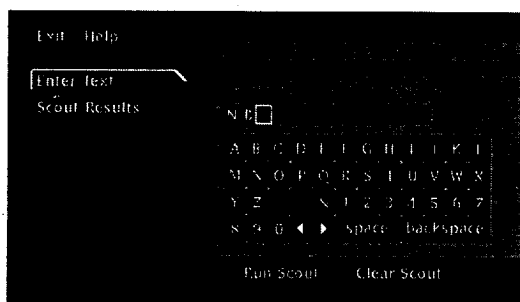 Exit Help
Enter Text
Scout Results
A B C D E F G H I J K L
M N O P Q R S T U V W X
Y Z 1 2 3 4 5 6 7
8 9 0 ◄ ► space backspace
Run Scout Clear Scout